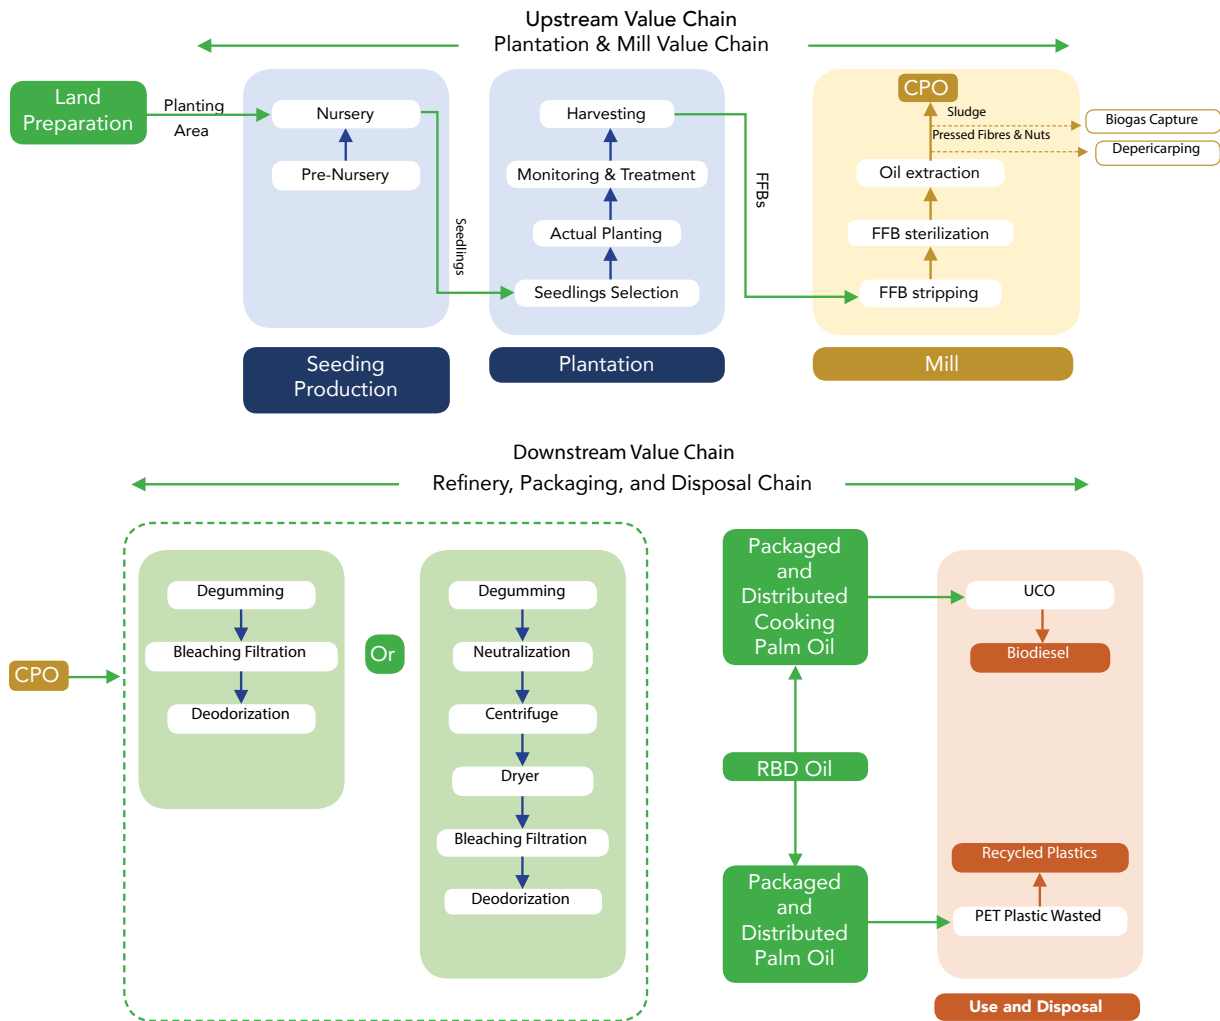 Upstream Value Chain
Plantation & Mill Value Chain
Land
Preparation
Planting
Area
Nursery
Pre-Nursery
Seedlings
Seeding
Production
Harvesting
Monitoring & Treatment
Actual Planting
Seedlings Selection
Plantation
FFBs
CPO
Sludge
Pressed Fibres & Nuts
Biogas Capture
Depericarping
Oil extraction
FFB sterilization
FFB stripping
Mill
Downstream Value Chain
Refinery, Packaging, and Disposal Chain
CPO
Degumming
Bleaching Filtration
Deodorization
Or
Degumming
Neutralization
Centrifuge
Dryer
Bleaching Filtration
Deodorization
Packaged
and
Distributed
Cooking
Palm Oil
RBD Oil
Packaged
and
Distributed
Palm Oil
UCO
Biodiesel
Recycled Plastics
PET Plastic Wasted
Use and Disposal